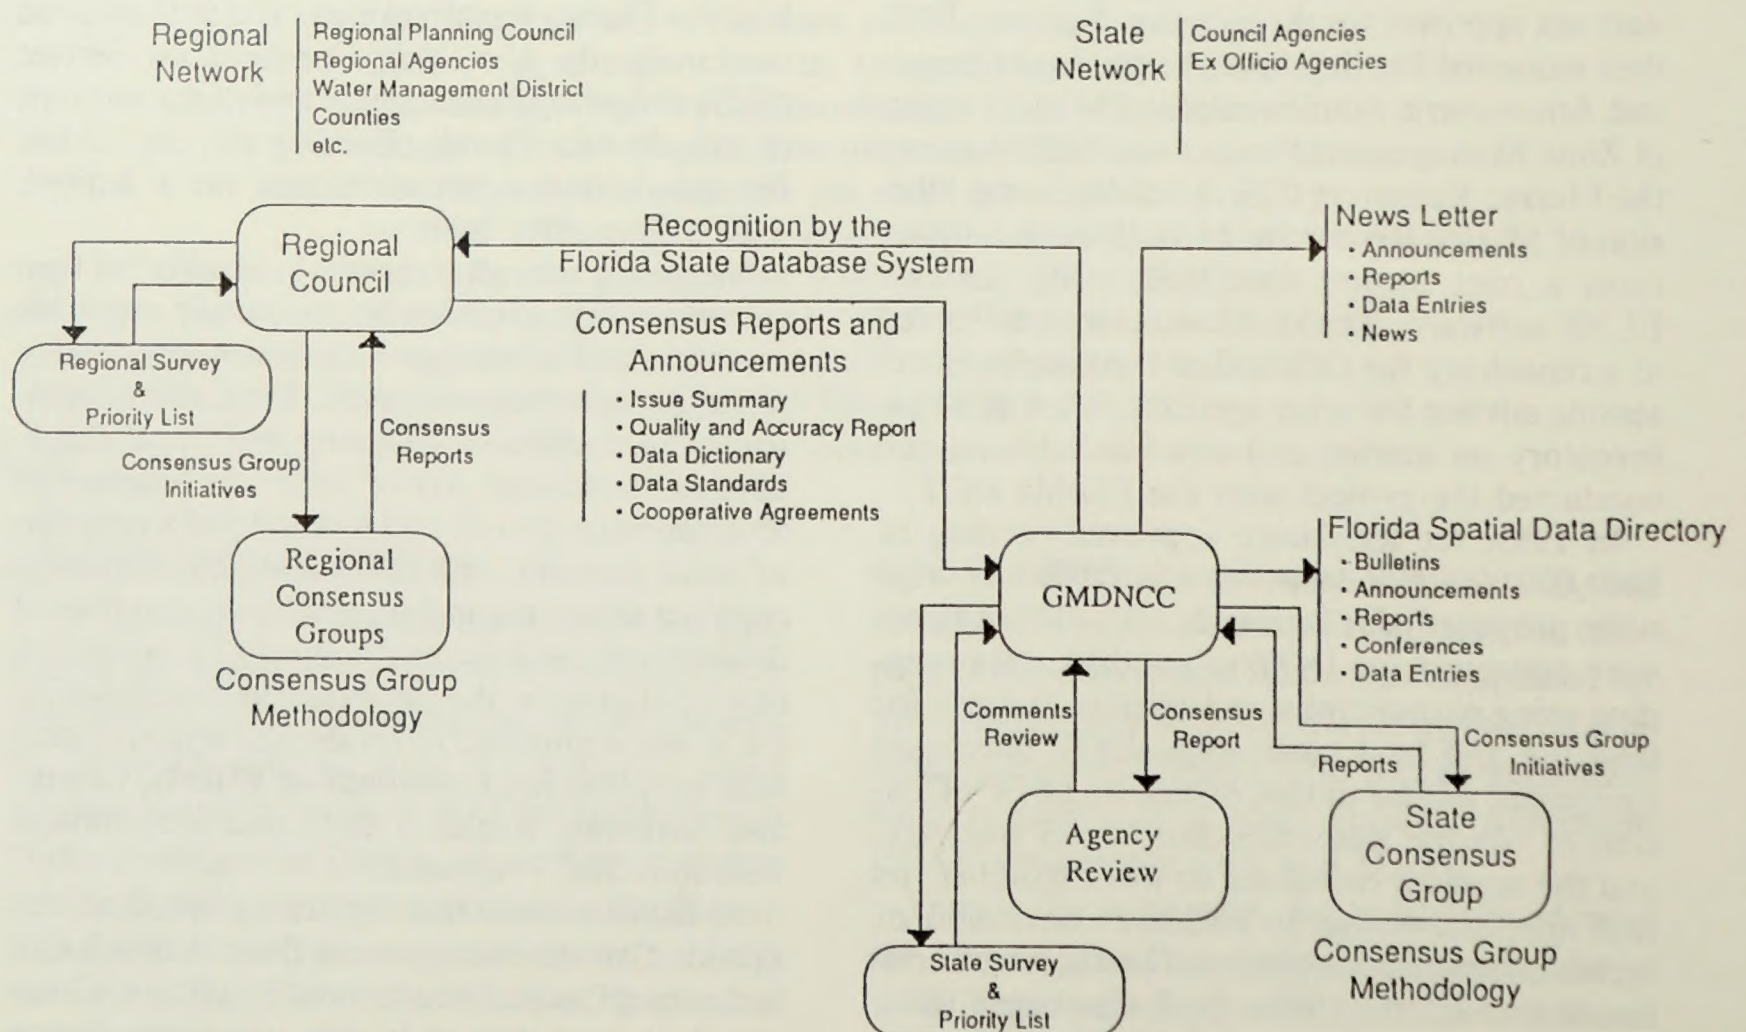 Regional
Network
Regional Planning Council
Regional Agencies
Water Management District
Counties
etc.
State
Network
Council Agencies
Ex Officio Agencies
Regional
Council
Recognition by the
Florida State Database System
News Letter
• Announcements
• Reports
• Data Entries
• News
Regional Survey
&
Priority List
Consensus Group
Initiatives
Consensus
Reports
Consensus Reports and
Announcements
• Issue Summary
• Quality and Accuracy Report
• Data Dictionary
• Data Standards
• Cooperative Agreements
Regional
Consensus
Groups
Consensus Group
Methodology
GMDNCC
Florida Spatial Data Directory
• Bulletins
• Announcements
• Reports
• Conferences
• Data Entries
Comments
Review
Consensus
Report
Reports
Consensus Group
Initiatives
Agency
Review
State
Consensus
Group
Consensus Group
Methodology
State Survey
&
Priority List